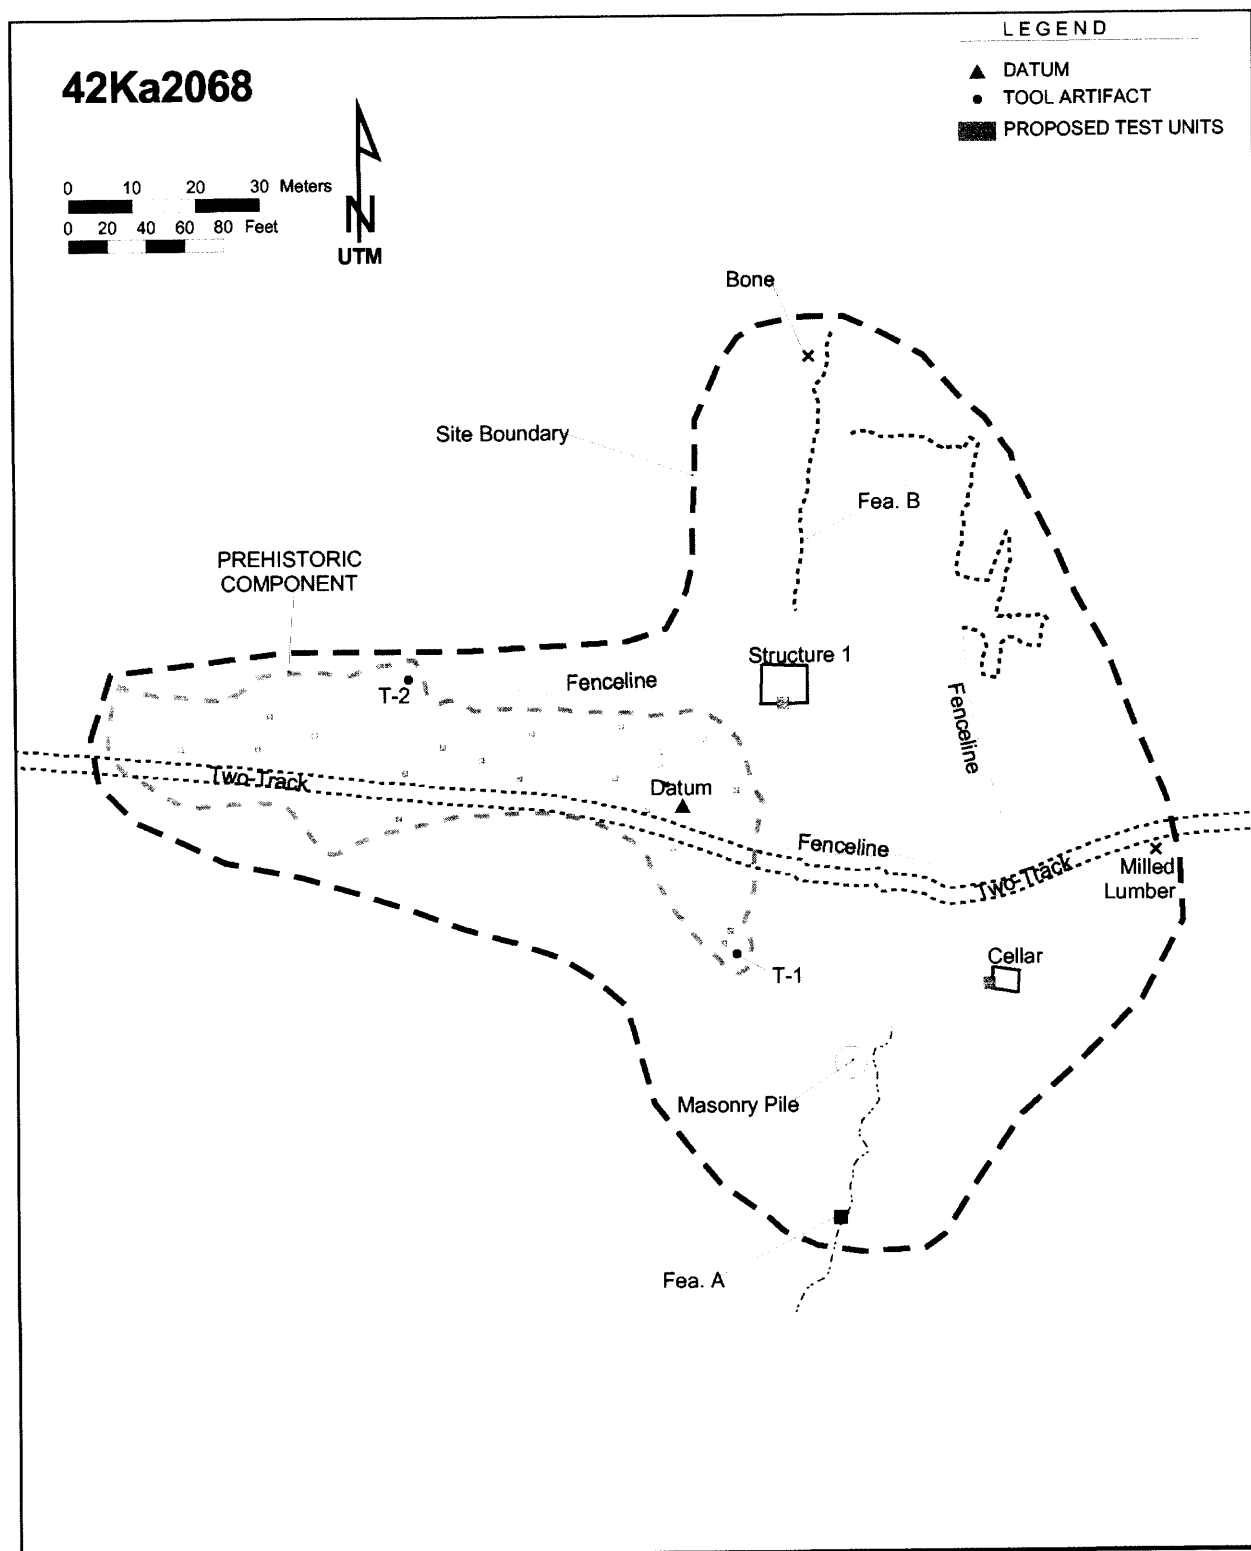 LEGEND
42Ka2068
DATUM
TOOL ARTIFACT
PROPOSED TEST UNITS
0 10 20 30 Meters
0 20 40 60 80 Feet
N
UTM
Bone
Site Boundary
Fea. B
PREHISTORIC
COMPONENT
Structure 1
T-2
Fenceline
Fenceline
Two-Track
Datum
Fenceline
Two-Track
Milled
Lumber
Cellar
T-1
Masonry Pile
Fea. A